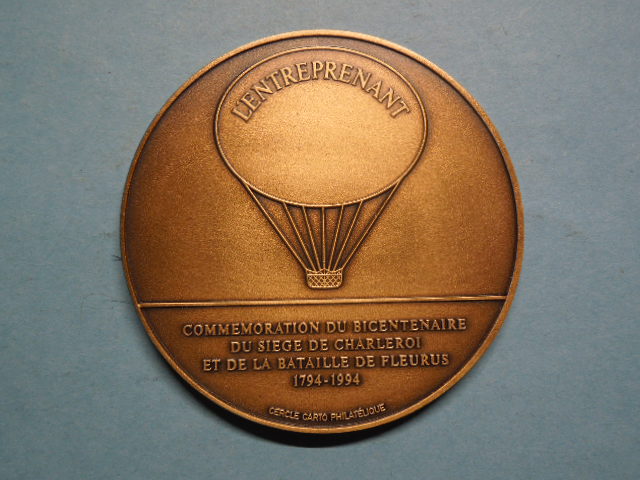 L'ENTREPRENANT
COMMEMORATION DU BICENTENAIRE
DU SIEGE DE CHARLEROI
ET DE LA BATAILLE DE FLEURUS
1794-1994
CERCLE CARTO PHILATÉLIQUE